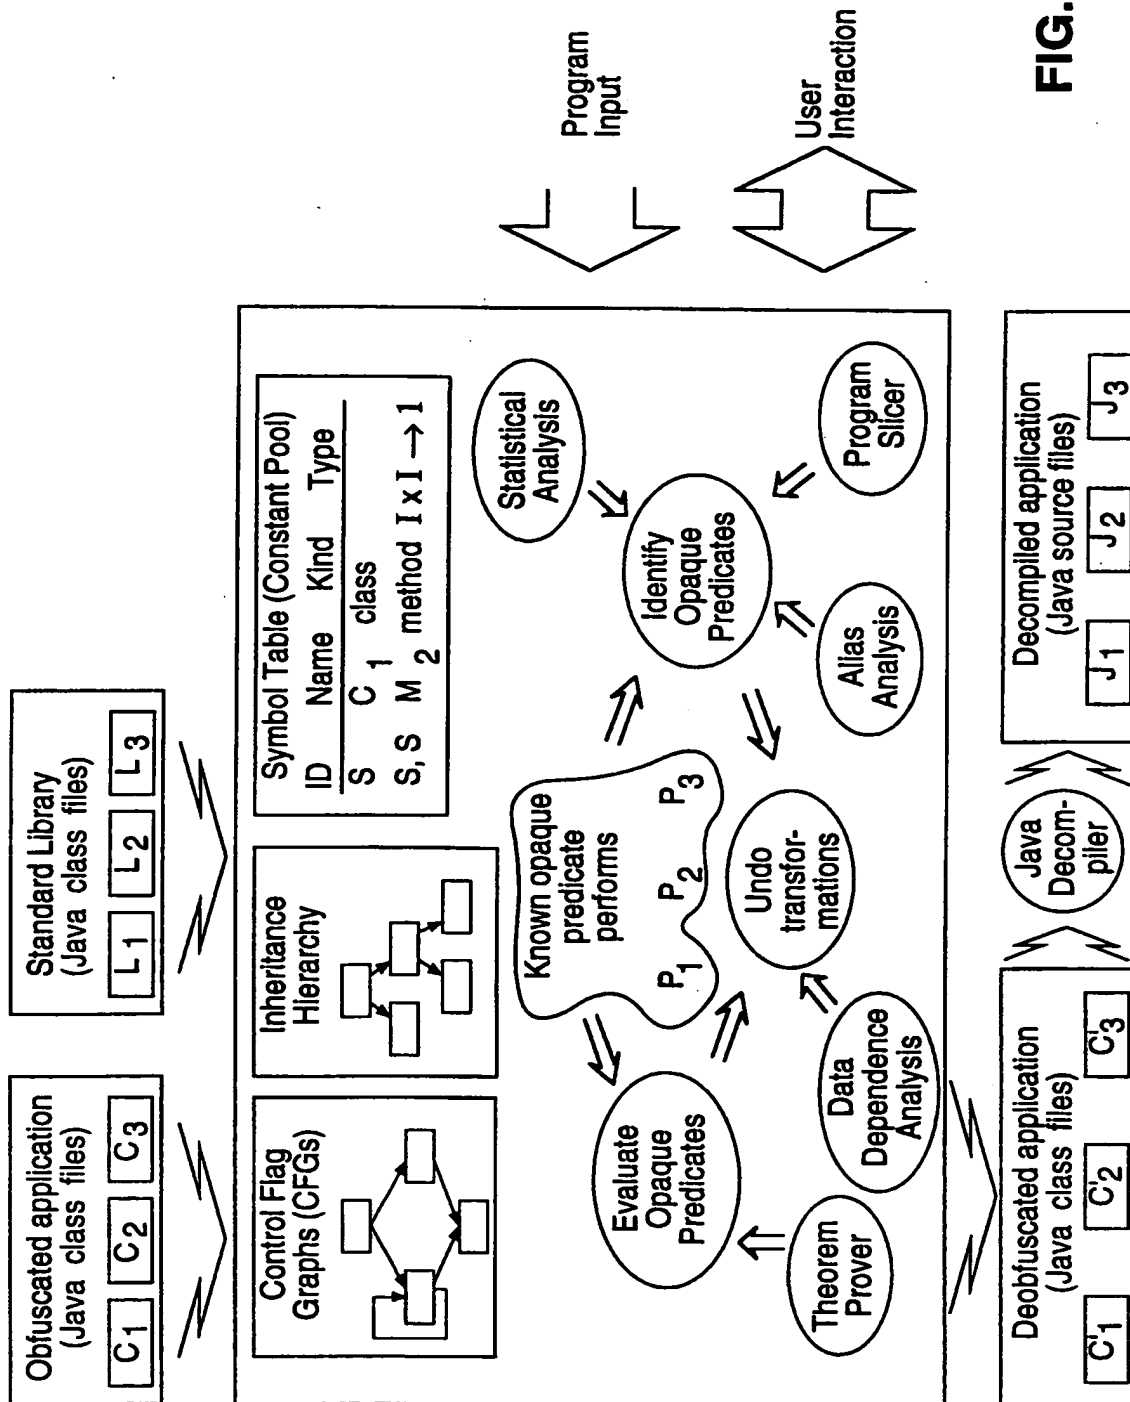 Obfuscated application
(Java class files)
C1 C2 C3
Standard Library
(Java class files)
L1 L2 L3
Control Flag
Graphs (CFGs)
Inheritance
Hierarchy
Symbol Table (Constant Pool)
ID Name Kind Type
S C1 class
S, S M2 method I x I → 1
Program
Input
User
Interaction
Known opaque
predicate
performs
P1 P2 P3
Statistical
Analysis
Identify
Opaque
Predicates
Evaluate
Opaque
Predicates
Undo
transfor-
mations
Program
Slicer
Alias
Analysis
Data
Dependence
Analysis
Theorem
Prover
Deobfuscated application
(Java class files)
C'1 C'2 C'3
Java
Decom-
piler
Decompiled application
(Java source files)
J1 J2 J3
FIG.